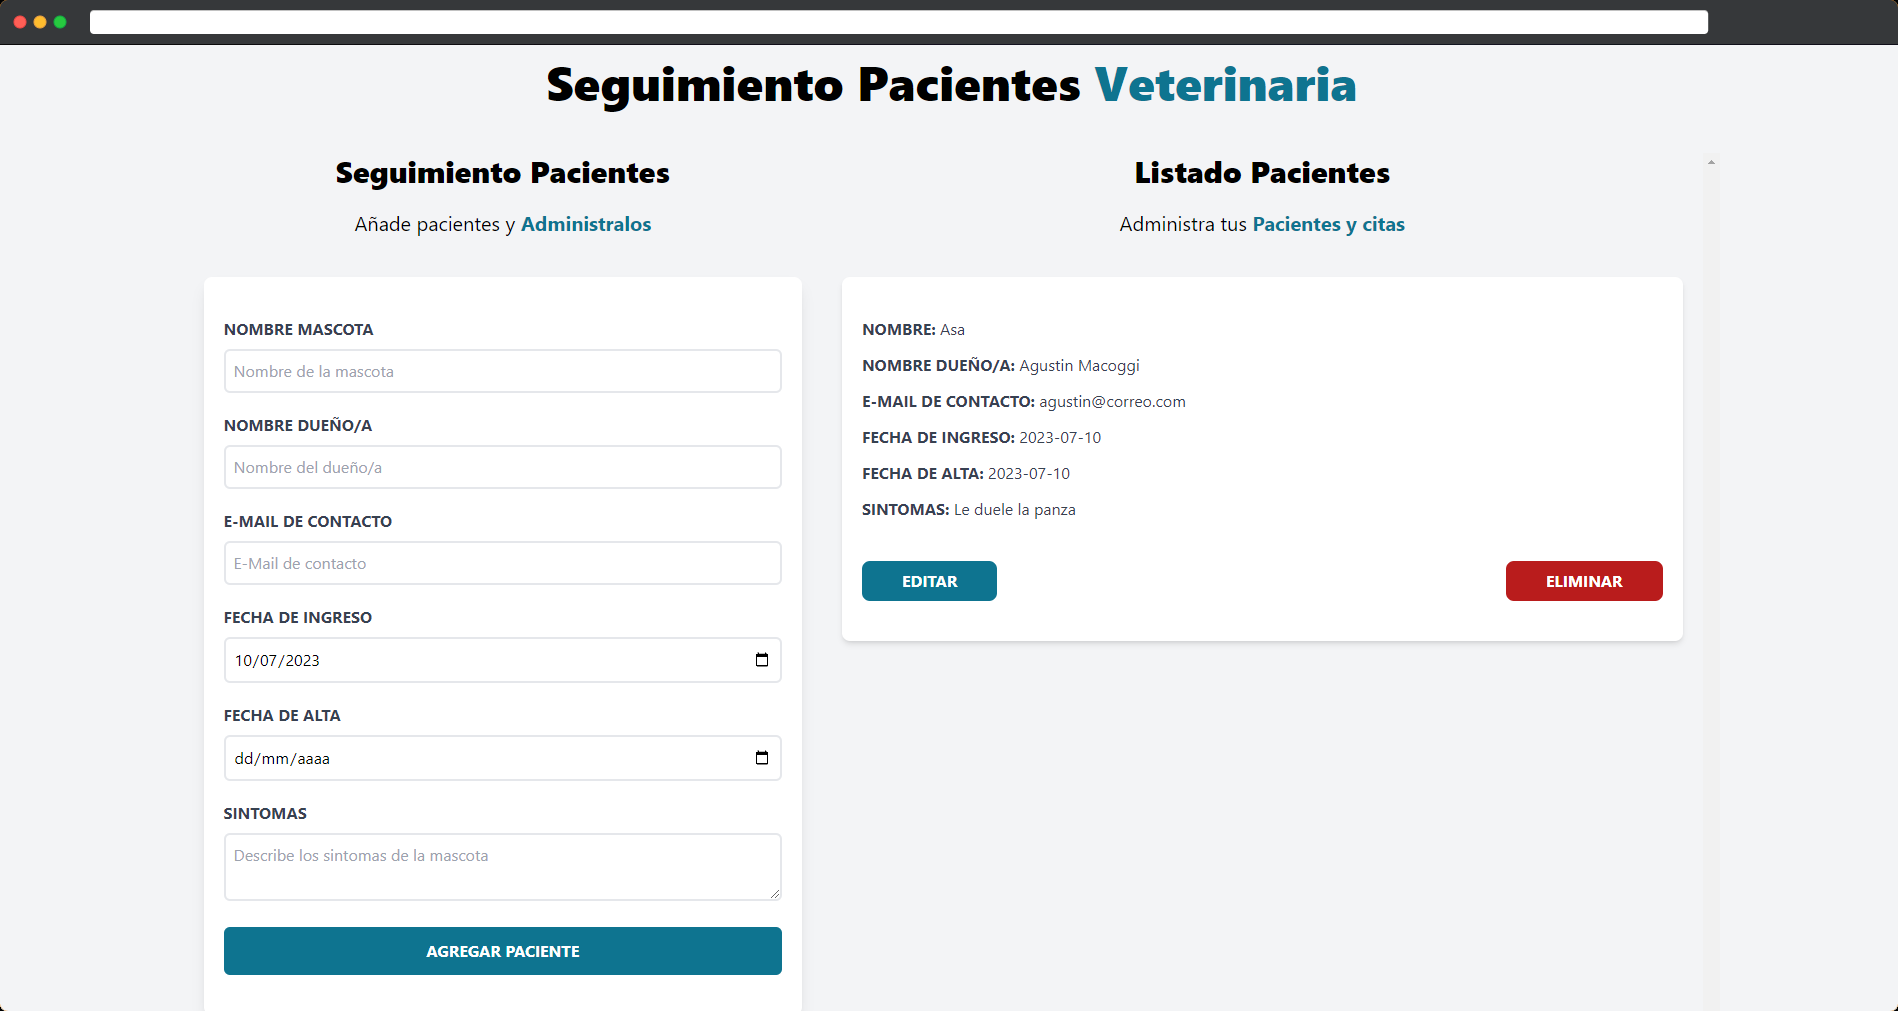 Seguimiento Pacientes Veterinaria
Seguimiento Pacientes
Añade pacientes y Administralos
NOMBRE MASCOTA
Nombre de la mascota
NOMBRE DUEÑO/A
Nombre del dueño/a
E-MAIL DE CONTACTO
E-Mail de contacto
FECHA DE INGRESO
10/07/2023
FECHA DE ALTA
dd/mm/aaaa
SINTOMAS
Describe los sintomas de la mascota
AGREGAR PACIENTE
Listado Pacientes
Administra tus Pacientes y citas
NOMBRE: Asa
NOMBRE DUEÑO/A: Agustin Macoggi
E-MAIL DE CONTACTO: agustin@correo.com
FECHA DE INGRESO: 2023-07-10
FECHA DE ALTA: 2023-07-10
SINTOMAS: Le duele la panza
EDITAR
ELIMINAR